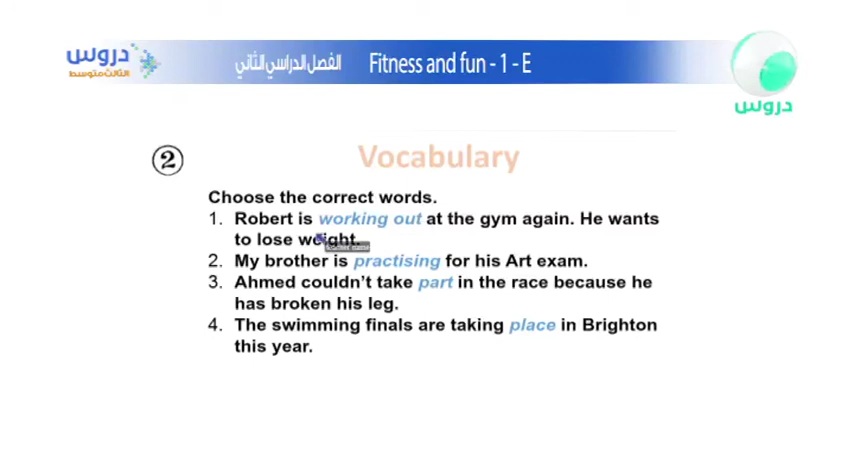 دروس
الثالث متوسط
الفصل الدراسي الثاني
Fitness and fun - 1 - E
دروس
2
Vocabulary
Choose the correct words.
1. Robert is working out at the gym again. He wants
to lose weight.
2. My brother is practising for his Art exam.
3. Ahmed couldn't take part in the race because he
has broken his leg.
4. The swimming finals are taking place in Brighton
this year.